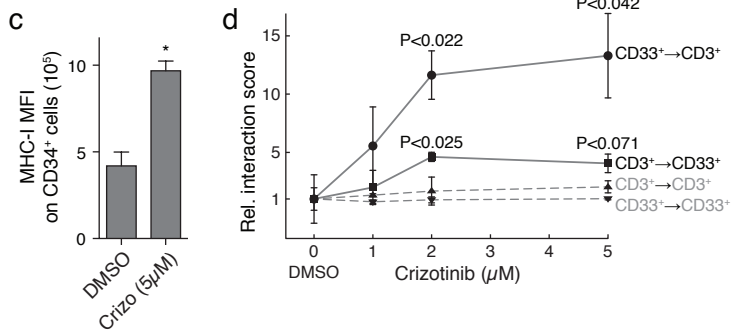 c
MHC-I MFI
on CD34⁺ cells (10⁵)
10
5
0
*
DMSO
Crizo (5µM)
d
Rel. interaction score
15
10
5
1
P<0.042
P<0.022
CD33⁺→CD3⁺
P<0.025
P<0.071
CD3⁺→CD33⁺
CD3⁺→CD3⁺
CD33⁺→CD33⁺
0 1 2 3 4 5
DMSO
Crizotinib (µM)